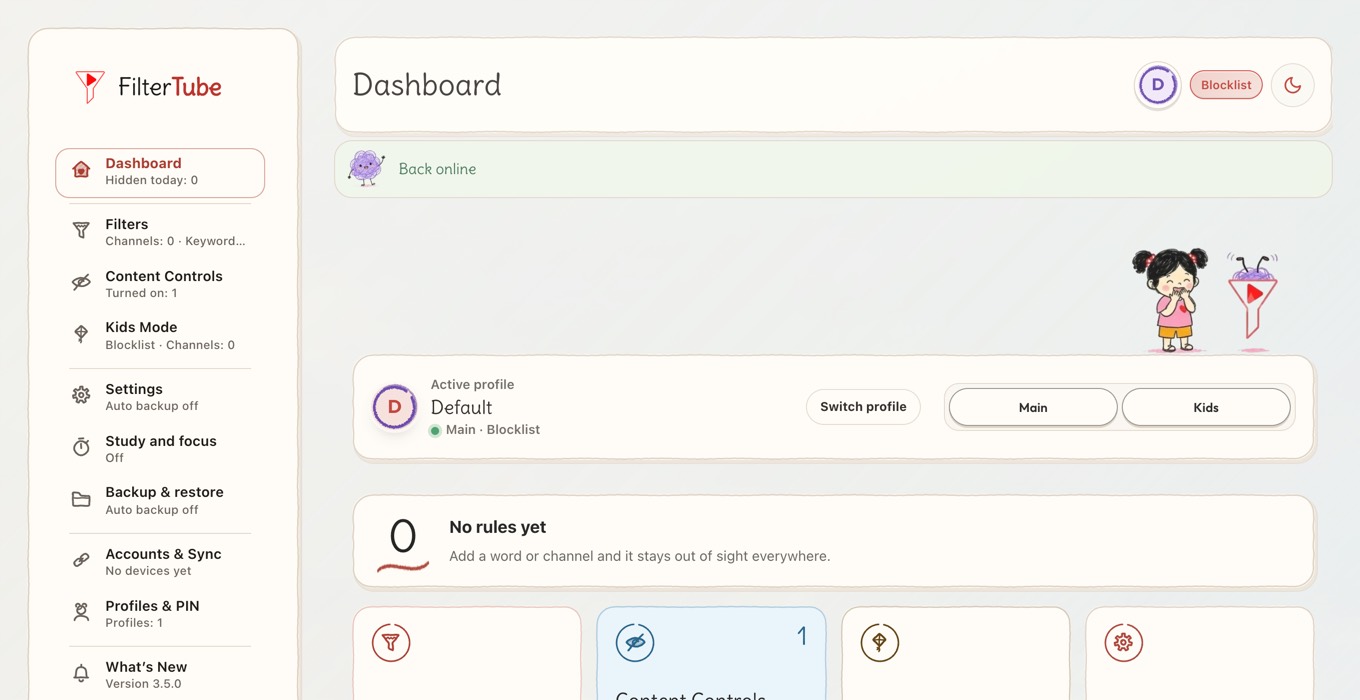 FilterTube
Dashboard
Hidden today: 0
Filters
Channels: 0 · Keyword...
Content Controls
Turned on: 1
Kids Mode
Blocklist · Channels: 0
Settings
Auto backup off
Study and focus
Off
Backup & restore
Auto backup off
Accounts & Sync
No devices yet
Profiles & PIN
Profiles: 1
What's New
Version 3.5.0
Dashboard
D
Blocklist
Back online
D
Active profile
Default
Main · Blocklist
Switch profile
Main
Kids
0
No rules yet
Add a word or channel and it stays out of sight everywhere.
1
Content Controls